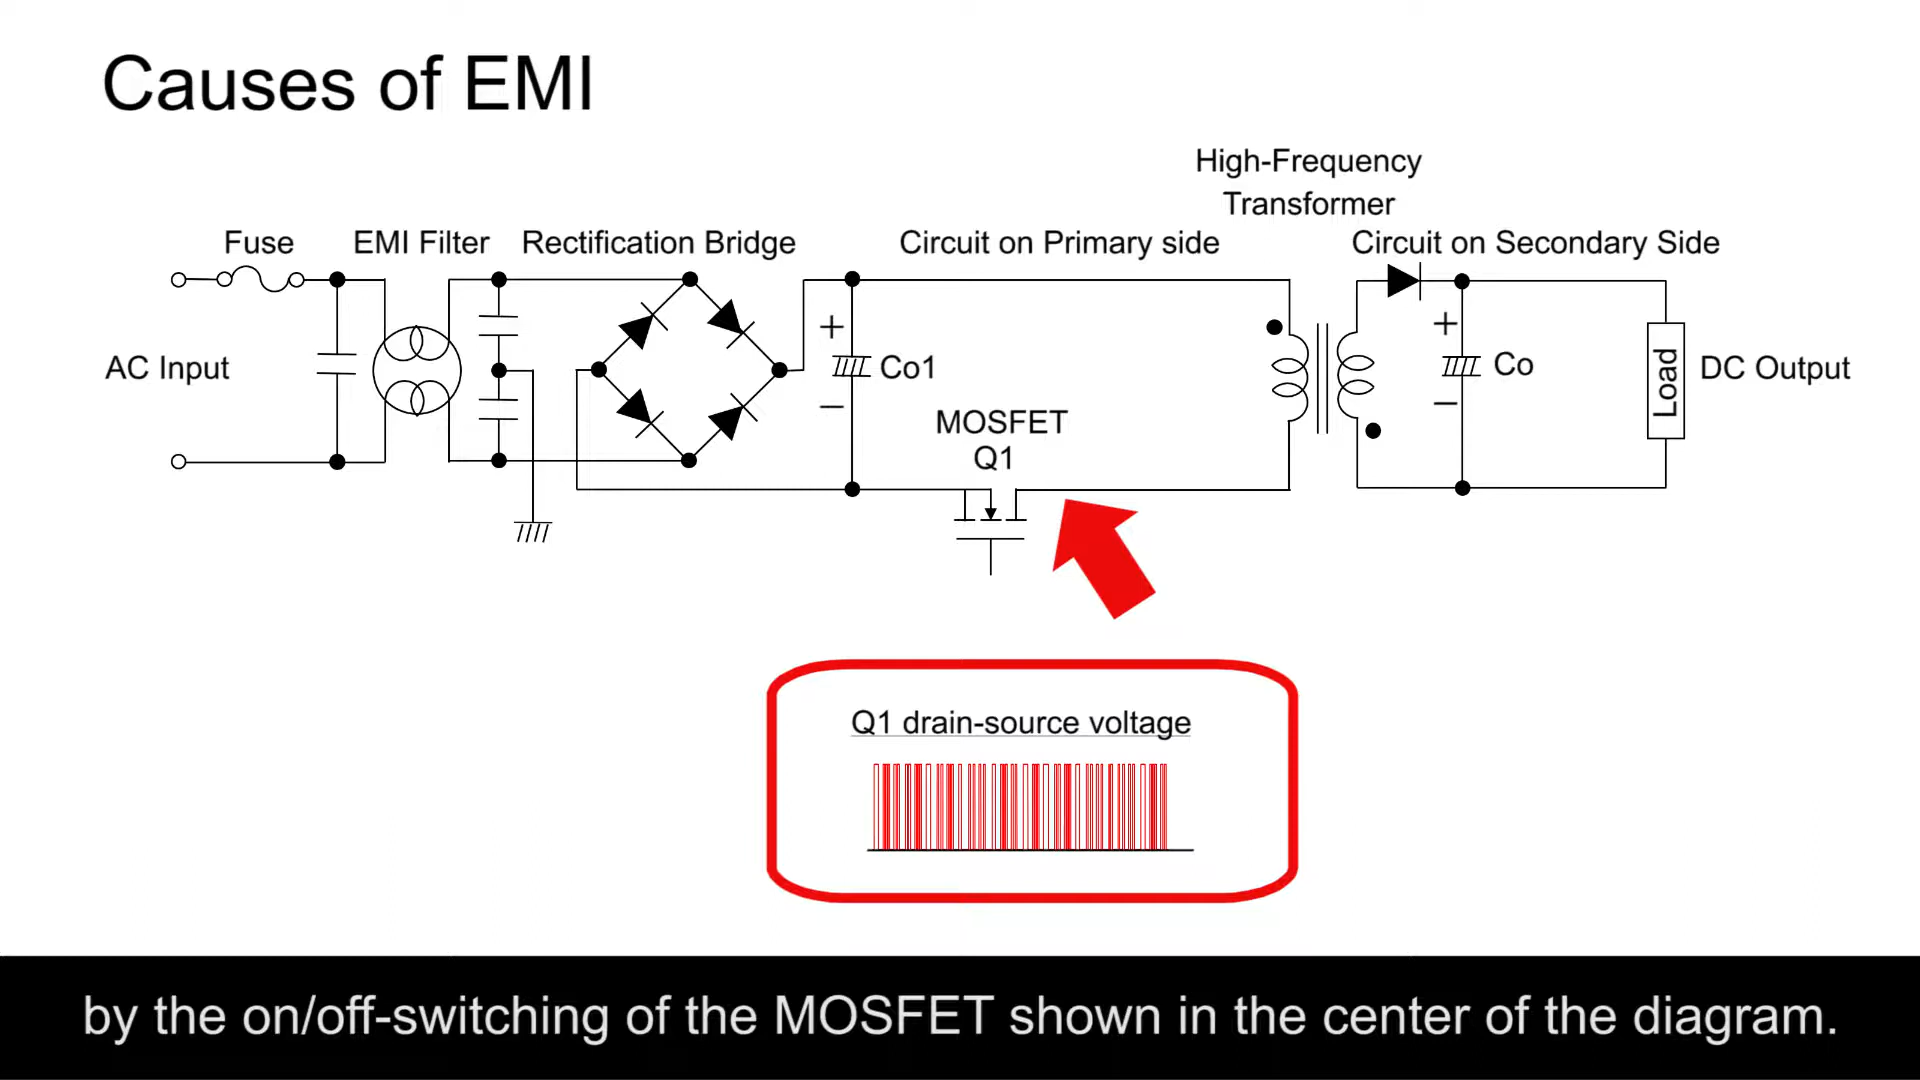 Causes of EMI
High-Frequency
Transformer
Fuse
EMI Filter
Rectification Bridge
Circuit on Primary side
Circuit on Secondary Side
AC Input
+
Co1
−
MOSFET
Q1
+
Co
−
Load
DC Output
Q1 drain-source voltage
by the on/off-switching of the MOSFET shown in the center of the diagram.